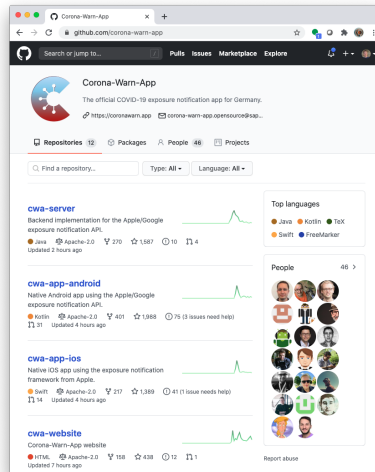 Corona-Warn-App
github.com/corona-warn-app
Search or jump to...
/
Pulls Issues Marketplace Explore
Corona-Warn-App
The official COVID-19 exposure notification app for Germany.
https://coronawarn.app corona-warn-app.opensource@sap...
Repositories 12 Packages People 46 Projects
Find a repository...
Type: All
Language: All
cwa-server
Backend implementation for the Apple/Google
exposure notification API.
Java Apache-2.0 270 1,587 10 4
Updated 2 hours ago
cwa-app-android
Native Android app using the Apple/Google
exposure notification API.
Kotlin Apache-2.0 401 1,988 75 (3 issues need help)
31 Updated 4 hours ago
cwa-app-ios
Native iOS app using the exposure notification
framework from Apple.
Swift Apache-2.0 217 1,389 41 (1 issue needs help)
14 Updated 4 hours ago
cwa-website
Corona-Warn-App website
HTML Apache-2.0 158 438 12 1
Updated 7 hours ago
Top languages
Java Kotlin TeX
Swift FreeMarker
People 46
Report abuse